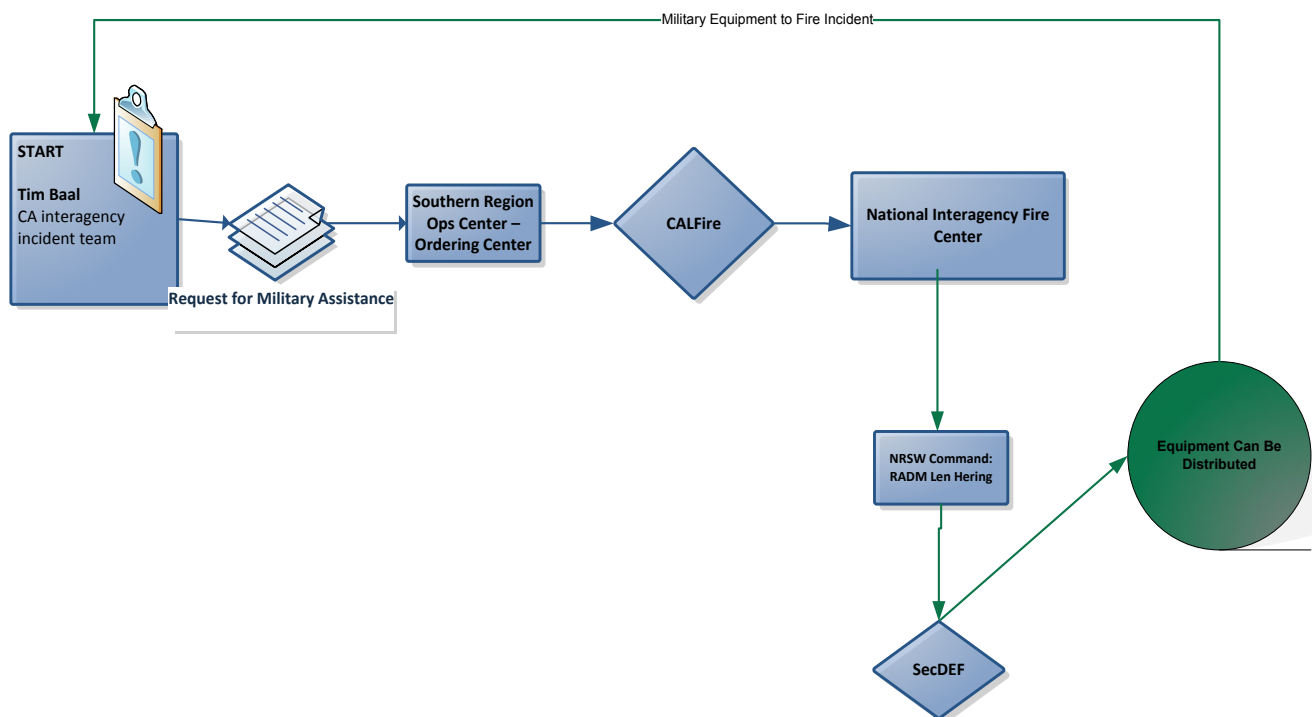 Military Equipment to Fire Incident
START
Tim Baal
CA interagency
incident team
Request for Military Assistance
Southern Region
Ops Center –
Ordering Center
CALFire
National Interagency Fire
Center
NRSW Command:
RADM Len Hering
Equipment Can Be
Distributed
SecDEF